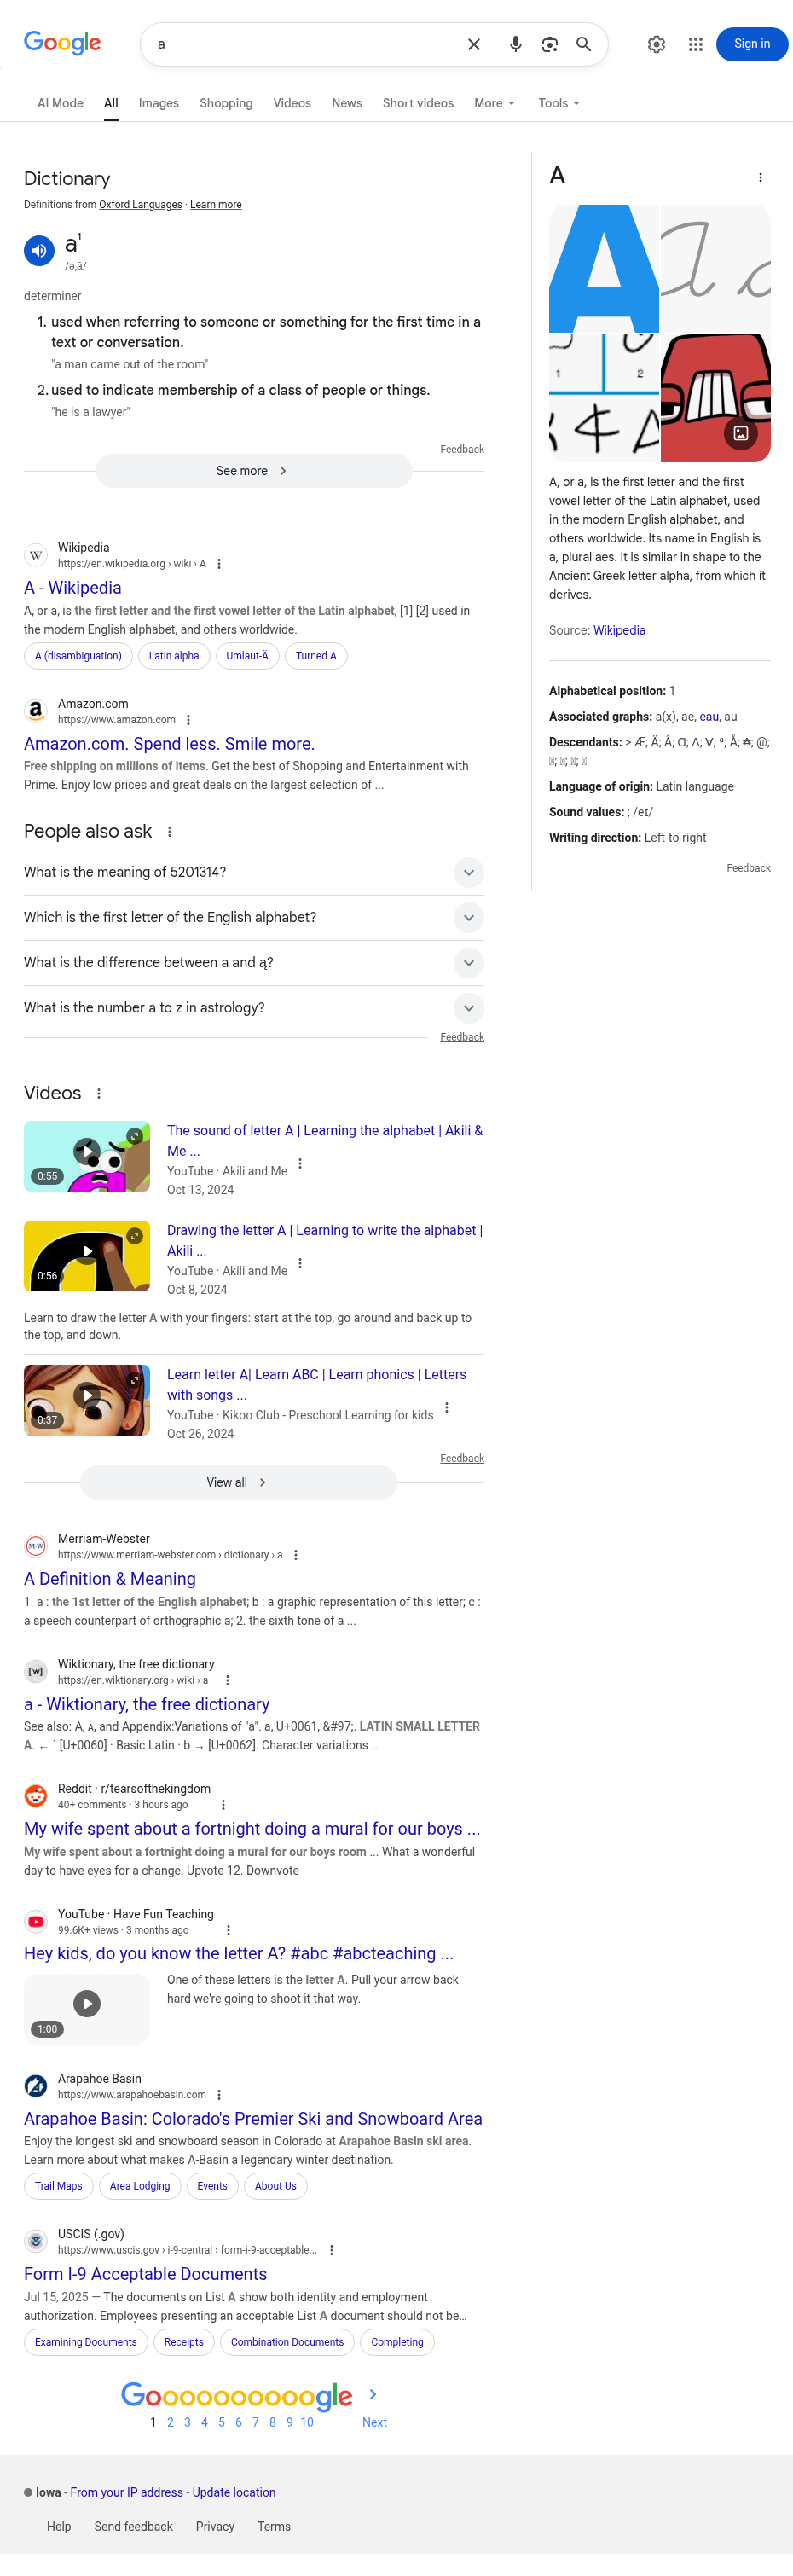 Google
a
Sign in
AI Mode
All
Images
Shopping
Videos
News
Short videos
More
Tools
Dictionary
Definitions from Oxford Languages · Learn more
a¹
/ə,ā/
determiner
1. used when referring to someone or something for the first time in a
text or conversation.
"a man came out of the room"
2. used to indicate membership of a class of people or things.
"he is a lawyer"
Feedback
See more
Wikipedia
https://en.wikipedia.org › wiki › A
A - Wikipedia
A, or a, is the first letter and the first vowel letter of the Latin alphabet, [1] [2] used in
the modern English alphabet, and others worldwide.
A (disambiguation)
Latin alpha
Umlaut-Ä
Turned A
Amazon.com
https://www.amazon.com
Amazon.com. Spend less. Smile more.
Free shipping on millions of items. Get the best of Shopping and Entertainment with
Prime. Enjoy low prices and great deals on the largest selection of ...
People also ask
What is the meaning of 5201314?
Which is the first letter of the English alphabet?
What is the difference between a and ą?
What is the number a to z in astrology?
Feedback
Videos
0:55
The sound of letter A | Learning the alphabet | Akili &
Me ...
YouTube · Akili and Me
Oct 13, 2024
0:56
Drawing the letter A | Learning to write the alphabet |
Akili ...
YouTube · Akili and Me
Oct 8, 2024
Learn to draw the letter A with your fingers: start at the top, go around and back up to
the top, and down.
0:37
Learn letter A| Learn ABC | Learn phonics | Letters
with songs ...
YouTube · Kikoo Club - Preschool Learning for kids
Oct 26, 2024
Feedback
View all
Merriam-Webster
https://www.merriam-webster.com › dictionary › a
A Definition & Meaning
1. a : the 1st letter of the English alphabet; b : a graphic representation of this letter; c :
a speech counterpart of orthographic a; 2. the sixth tone of a ...
Wiktionary, the free dictionary
https://en.wiktionary.org › wiki › a
a - Wiktionary, the free dictionary
See also: A, ᴀ, and Appendix:Variations of "a". a, U+0061, &#97;. LATIN SMALL LETTER
A. ← ` [U+0060] · Basic Latin · b → [U+0062]. Character variations ...
Reddit · r/tearsofthekingdom
40+ comments · 3 hours ago
My wife spent about a fortnight doing a mural for our boys ...
My wife spent about a fortnight doing a mural for our boys room ... What a wonderful
day to have eyes for a change. Upvote 12. Downvote
YouTube · Have Fun Teaching
99.6K+ views · 3 months ago
Hey kids, do you know the letter A? #abc #abcteaching ...
1:00
One of these letters is the letter A. Pull your arrow back
hard we're going to shoot it that way.
Arapahoe Basin
https://www.arapahoebasin.com
Arapahoe Basin: Colorado's Premier Ski and Snowboard Area
Enjoy the longest ski and snowboard season in Colorado at Arapahoe Basin ski area.
Learn more about what makes A-Basin a legendary winter destination.
Trail Maps
Area Lodging
Events
About Us
USCIS (.gov)
https://www.uscis.gov › i-9-central › form-i-9-acceptable...
Form I-9 Acceptable Documents
Jul 15, 2025 — The documents on List A show both identity and employment
authorization. Employees presenting an acceptable List A document should not be...
Examining Documents
Receipts
Combination Documents
Completing
A
A
A a
1
2
A, or a, is the first letter and the first
vowel letter of the Latin alphabet, used
in the modern English alphabet, and
others worldwide. Its name in English is
a, plural aes. It is similar in shape to the
Ancient Greek letter alpha, from which it
derives.
Source: Wikipedia
Alphabetical position: 1
Associated graphs: a(x), ae, eau, au
Descendants: > Æ; Ä; Â; Ɑ; Λ; Ɐ; ª; Å; ₳; @;
Language of origin: Latin language
Sound values: ; /eɪ/
Writing direction: Left-to-right
Feedback
Goooooooooogle
1 2 3 4 5 6 7 8 9 10 Next
Iowa - From your IP address - Update location
Help
Send feedback
Privacy
Terms